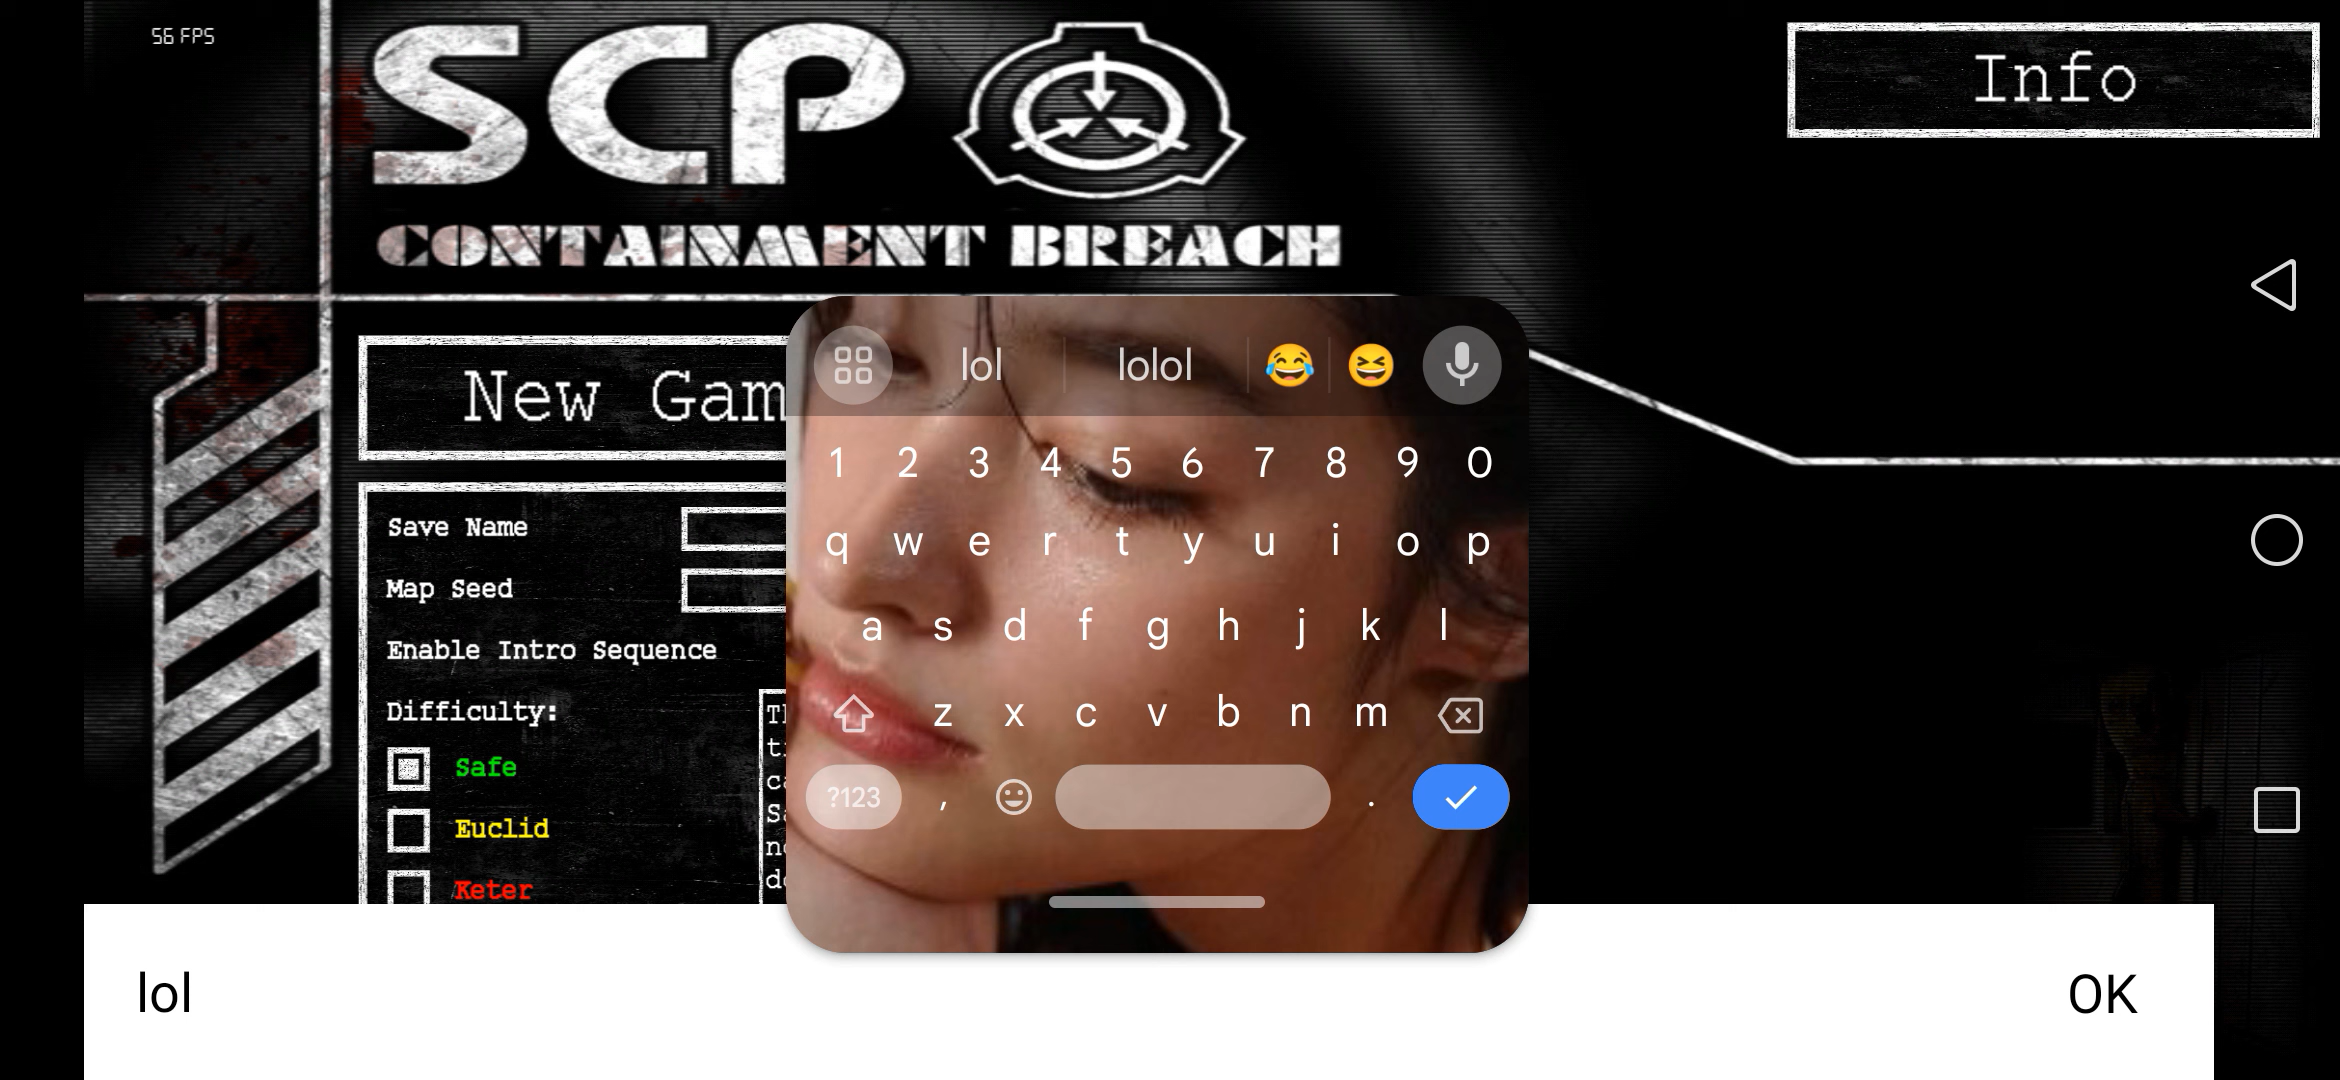 56 FPS
SCP
CONTAINMENT BREACH
Info
New Gam
Save Name
Map Seed
Enable Intro Sequence
Difficulty:
Safe
Euclid
Keter
lol lolol 😂 😆
1 2 3 4 5 6 7 8 9 0
q w e r t y u i o p
a s d f g h j k l
z x c v b n m
?123 , .
lol
OK